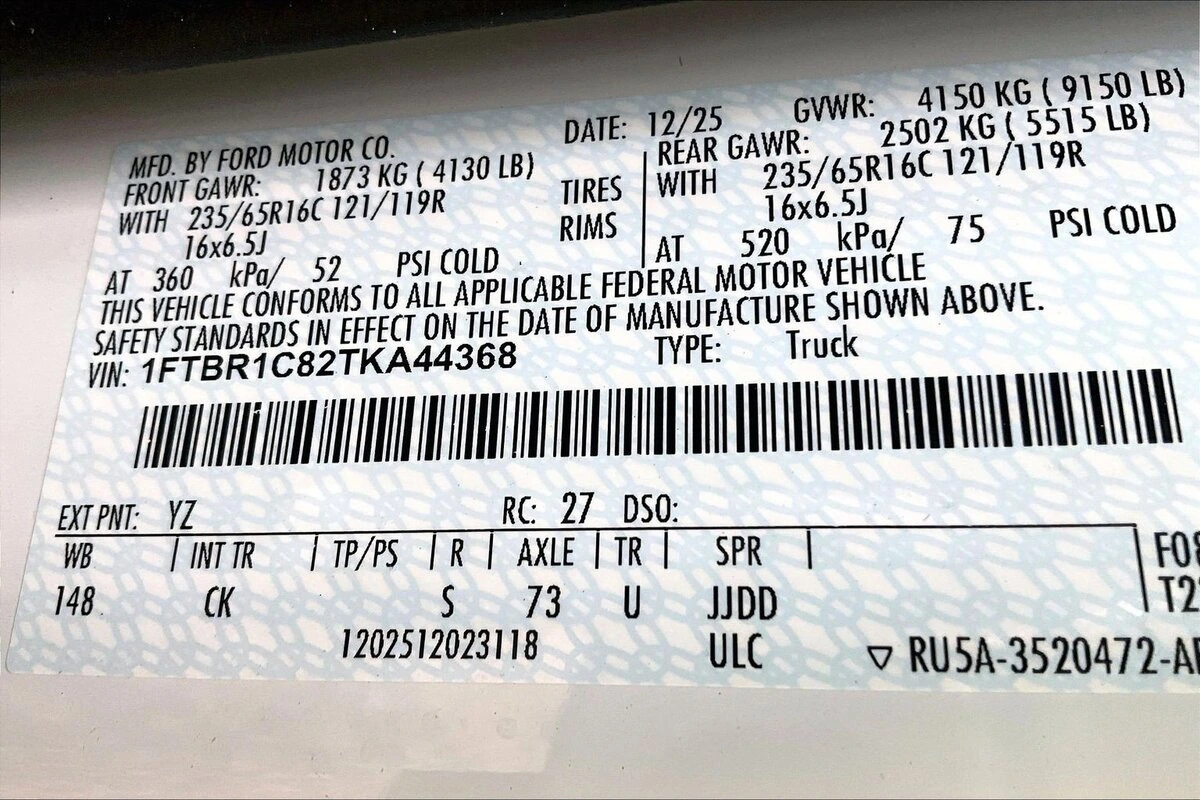 MFD. BY FORD MOTOR CO. DATE: 12/25 GVWR: 4150 KG ( 9150 LB)
FRONT GAWR: 1873 KG ( 4130 LB) REAR GAWR: 2502 KG ( 5515 LB)
WITH 235/65R16C 121/119R TIRES WITH 235/65R16C 121/119R
16x6.5J RIMS 16x6.5J
AT 360 kPa/ 52 PSI COLD AT 520 kPa/ 75 PSI COLD
THIS VEHICLE CONFORMS TO ALL APPLICABLE FEDERAL MOTOR VEHICLE
SAFETY STANDARDS IN EFFECT ON THE DATE OF MANUFACTURE SHOWN ABOVE.
VIN: 1FTBR1C82TKA44368 TYPE: Truck
EXT PNT: YZ RC: 27 DSO:
WB | INT TR | TP/PS | R | AXLE | TR | SPR |
148 CK S 73 U JJDD
1202512023118 ULC ▽ RU5A-3520472-A